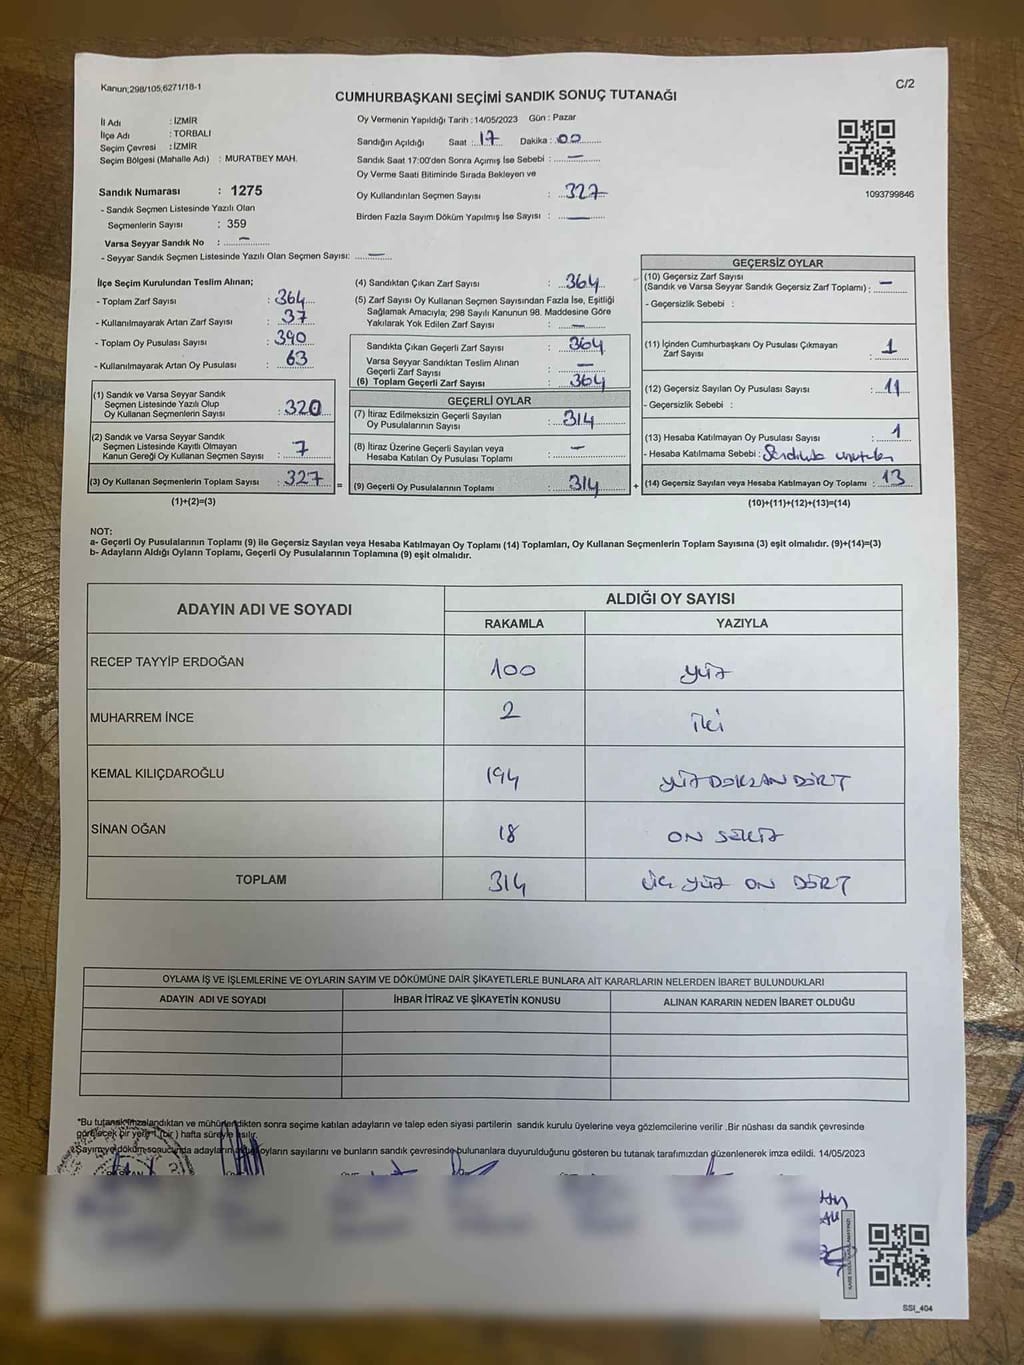 Kanun;298/105,6271/18-1
C/2
CUMHURBAŞKANI SEÇİMİ SANDIK SONUÇ TUTANAĞI
İl Adı : İZMİR
İlçe Adı : TORBALI
Seçim Çevresi : İZMİR
Seçim Bölgesi (Mahalle Adı) : MURATBEY MAH.
Sandık Numarası : 1275
- Sandık Seçmen Listesinde Yazılı Olan
Seçmenlerin Sayısı : 359
Varsa Seyyar Sandık No : —
- Seyyar Sandık Seçmen Listesinde Yazılı Olan Seçmen Sayısı: —
Oy Vermenin Yapıldığı Tarih : 14/05/2023 Gün : Pazar
Sandığın Açıldığı Saat : 17 Dakika : 00
Sandık Saat 17:00'den Sonra Açımış İse Sebebi : —
Oy Verme Saati Bitiminde Sırada Bekleyen ve
Oy Kullandırılan Seçmen Sayısı : 327
Birden Fazla Sayım Döküm Yapılmış İse Sayısı : —
1093799846
İlçe Seçim Kurulundan Teslim Alınan;
- Toplam Zarf Sayısı : 364
- Kullanılmayarak Artan Zarf Sayısı : 37
- Toplam Oy Pusulası Sayısı : 390
- Kullanılmayarak Artan Oy Pusulası : 63
(1) Sandık ve Varsa Seyyar Sandık
Seçmen Listesinde Yazılı Olup
Oy Kullanan Seçmenlerin Sayısı : 320
(2) Sandık ve Varsa Seyyar Sandık
Seçmen Listesinde Kayıtlı Olmayan
Kanun Gereği Oy Kullanan Seçmen Sayısı : 7
(3) Oy Kullanan Seçmenlerin Toplam Sayısı : 327
(1)+(2)=(3)
=
(4) Sandıktan Çıkan Zarf Sayısı : 364
(5) Zarf Sayısı Oy Kullanan Seçmen Sayısından Fazla İse, Eşitliği
Sağlamak Amacıyla; 298 Sayılı Kanunun 98. Maddesine Göre
Yakılarak Yok Edilen Zarf Sayısı : —
Sandıkta Çıkan Geçerli Zarf Sayısı : 364
Varsa Seyyar Sandıktan Teslim Alınan
Geçerli Zarf Sayısı : —
(6) Toplam Geçerli Zarf Sayısı : 364
GEÇERLİ OYLAR
(7) İtiraz Edilmeksizin Geçerli Sayılan
Oy Pusulalarının Sayısı : 314
(8) İtiraz Üzerine Geçerli Sayılan veya
Hesaba Katılan Oy Pusulası Toplamı : —
(9) Geçerli Oy Pusulalarının Toplamı : 314
+
GEÇERSİZ OYLAR
(10) Geçersiz Zarf Sayısı
(Sandık ve Varsa Seyyar Sandık Geçersiz Zarf Toplamı) : —
- Geçersizlik Sebebi :
(11) İçinden Cumhurbaşkanı Oy Pusulası Çıkmayan
Zarf Sayısı : 1
(12) Geçersiz Sayılan Oy Pusulası Sayısı : 11
- Geçersizlik Sebebi :
(13) Hesaba Katılmayan Oy Pusulası Sayısı : 1
- Hesaba Katılmama Sebebi : Sandıkta unutulan
(14) Geçersiz Sayılan veya Hesaba Katılmayan Oy Toplamı : 13
(10)+(11)+(12)+(13)=(14)
NOT:
a- Geçerli Oy Pusulalarının Toplamı (9) ile Geçersiz Sayılan veya Hesaba Katılmayan Oy Toplamı (14) Toplamları, Oy Kullanan Seçmenlerin Toplam Sayısına (3) eşit olmalıdır. (9)+(14)=(3)
b- Adayların Aldığı Oyların Toplamı, Geçerli Oy Pusulalarının Toplamına (9) eşit olmalıdır.
ADAYIN ADI VE SOYADI
ALDIĞI OY SAYISI
RAKAMLA YAZIYLA
RECEP TAYYİP ERDOĞAN 100 yüz
MUHARREM İNCE 2 iki
KEMAL KILIÇDAROĞLU 194 YÜZ DOKSAN DÖRT
SİNAN OĞAN 18 ON SEKİZ
TOPLAM 314 üç yüz ON DÖRT
OYLAMA İŞ VE İŞLEMLERİNE VE OYLARIN SAYIM VE DÖKÜMÜNE DAİR ŞİKAYETLERLE BUNLARA AİT KARARLARIN NELERDEN İBARET BULUNDUKLARI
ADAYIN ADI VE SOYADI İHBAR İTİRAZ VE ŞİKAYETİN KONUSU ALINAN KARARIN NEDEN İBARET OLDUĞU
*Bu tutanak imzalandıktan ve mühürlendikten sonra seçime katılan adayların ve talep eden siyasi partilerin sandık kurulu üyelerine veya gözlemcilerine verilir .Bir nüshası da sandık çevresinde
görelecek bir yere 1 (bir ) hafta süreyle asılır.
Sayım ve döküm sonucunda adayların aldığı oyların sayılarını ve bunların sandık çevresinde bulunanlara duyurulduğunu gösteren bu tutanak tarafımızdan düzenlenerek imza edildi. 14/05/2023
SSI_404